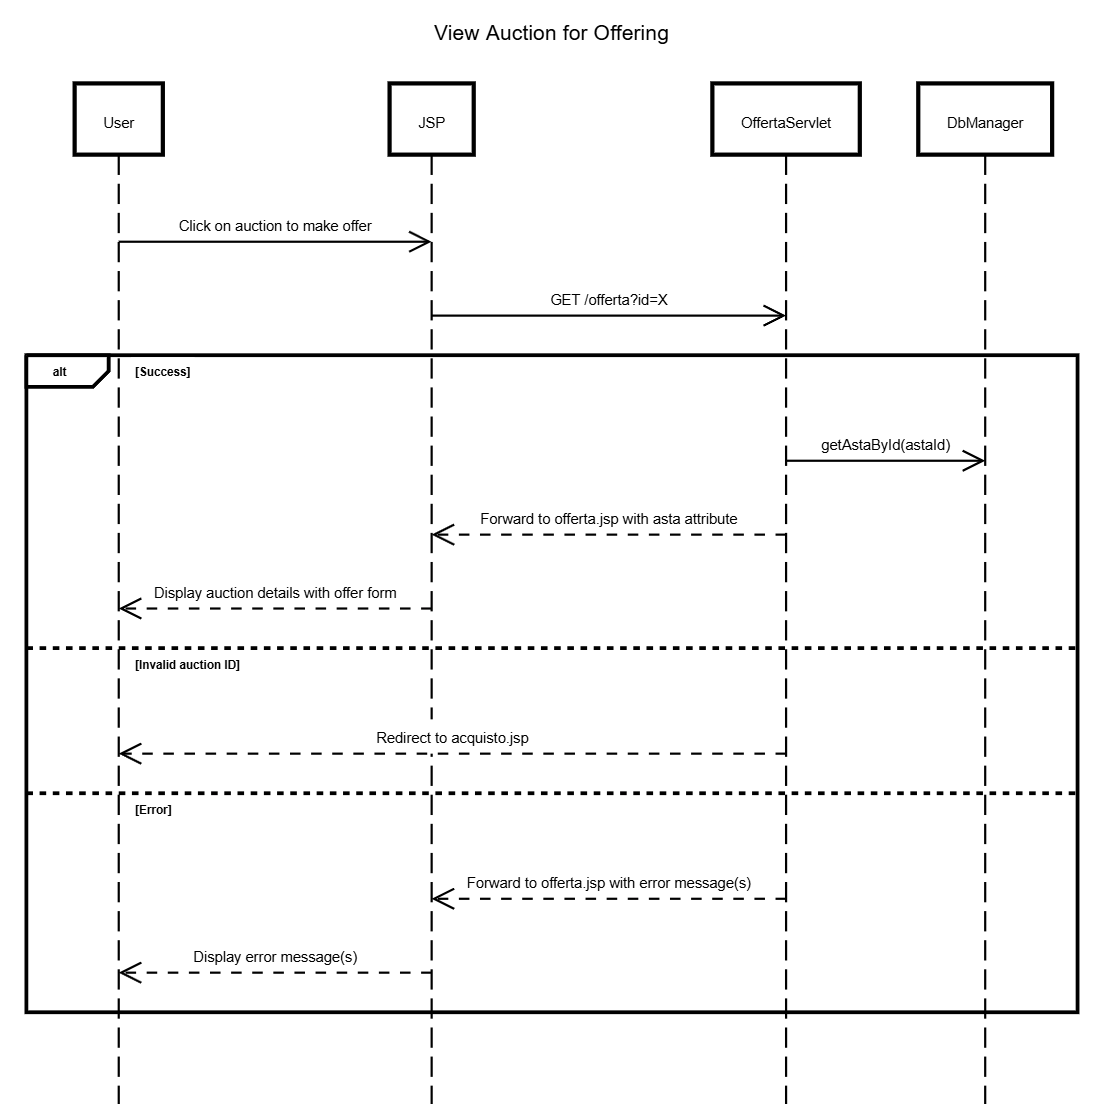 View Auction for Offering
User
JSP
OffertaServlet
DbManager
Click on auction to make offer
GET /offerta?id=X
alt
[Success]
getAstaById(astaId)
Forward to offerta.jsp with asta attribute
Display auction details with offer form
[Invalid auction ID]
Redirect to acquisto.jsp
[Error]
Forward to offerta.jsp with error message(s)
Display error message(s)